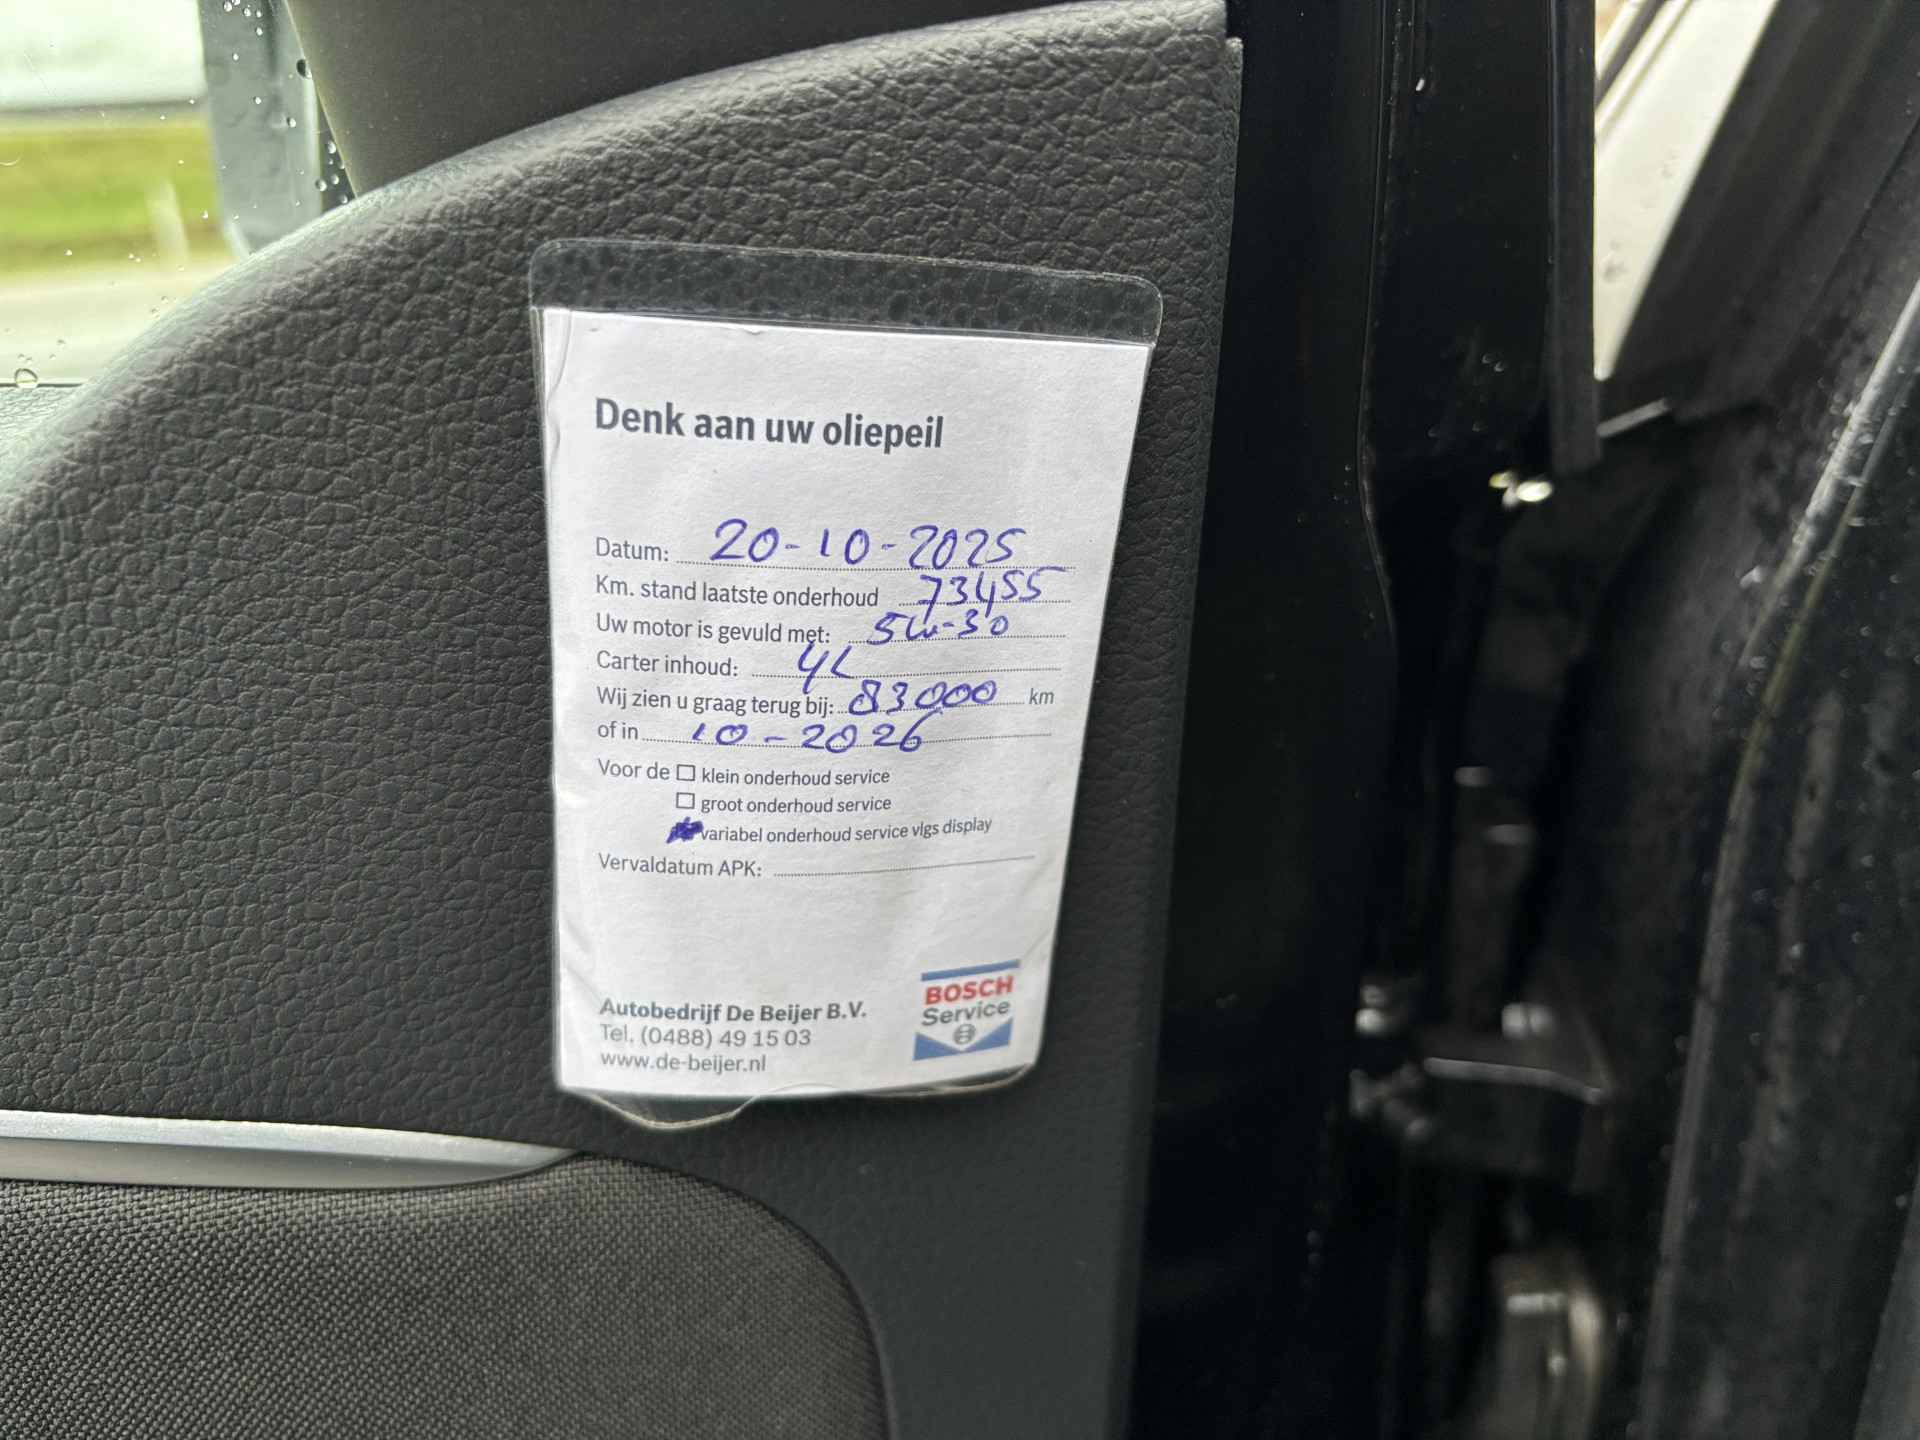 Denk aan uw oliepeil
Datum: 20-10-2025
Km. stand laatste onderhoud 73455
Uw motor is gevuld met: 5w-30
Carter inhoud: 4L
Wij zien u graag terug bij: 83000 km
of in 10-2026
Voor de klein onderhoud service
groot onderhoud service
variabel onderhoud service vlgs display
Vervaldatum APK:
Autobedrijf De Beijer B.V.
Tel. (0488) 49 15 03
www.de-beijer.nl
BOSCH
Service